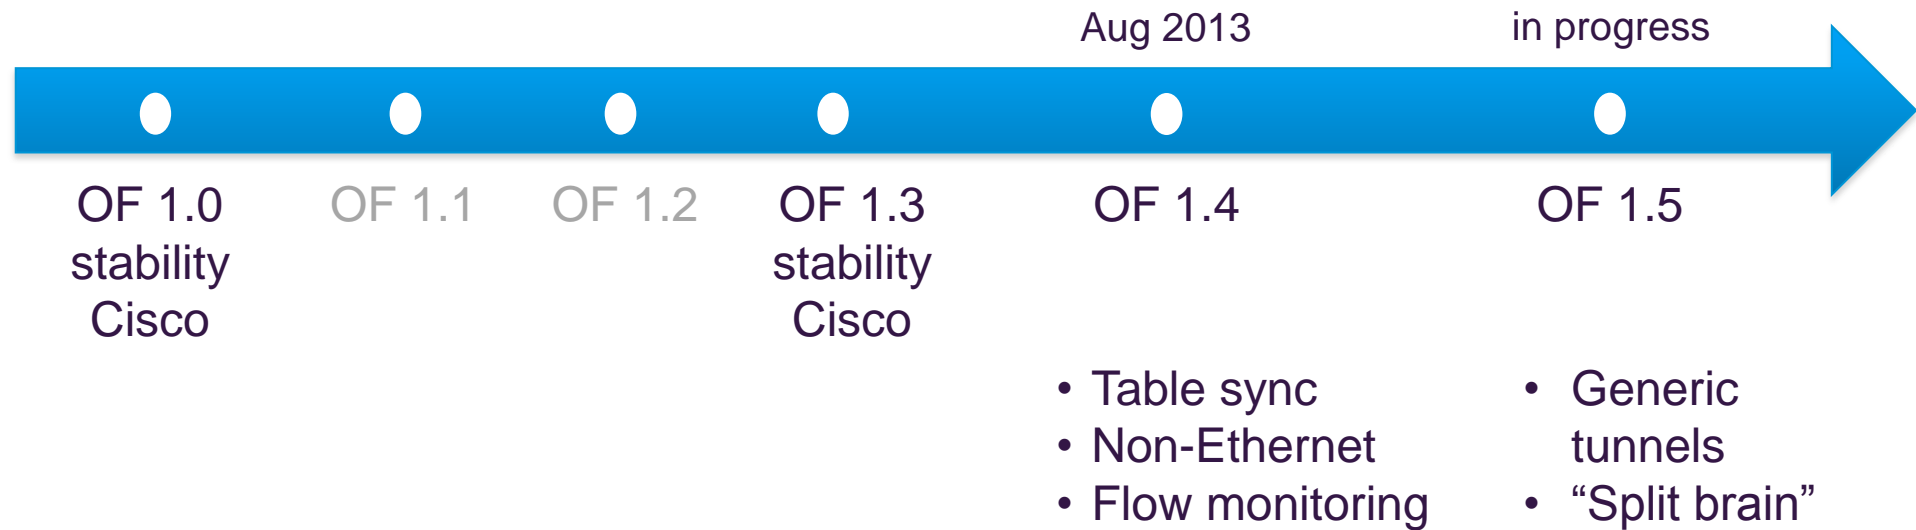 Aug 2013
in progress
OF 1.0
stability
Cisco
OF 1.1
OF 1.2
OF 1.3
stability
Cisco
OF 1.4
• Table sync
• Non-Ethernet
• Flow monitoring
OF 1.5
• Generic
tunnels
• “Split brain”